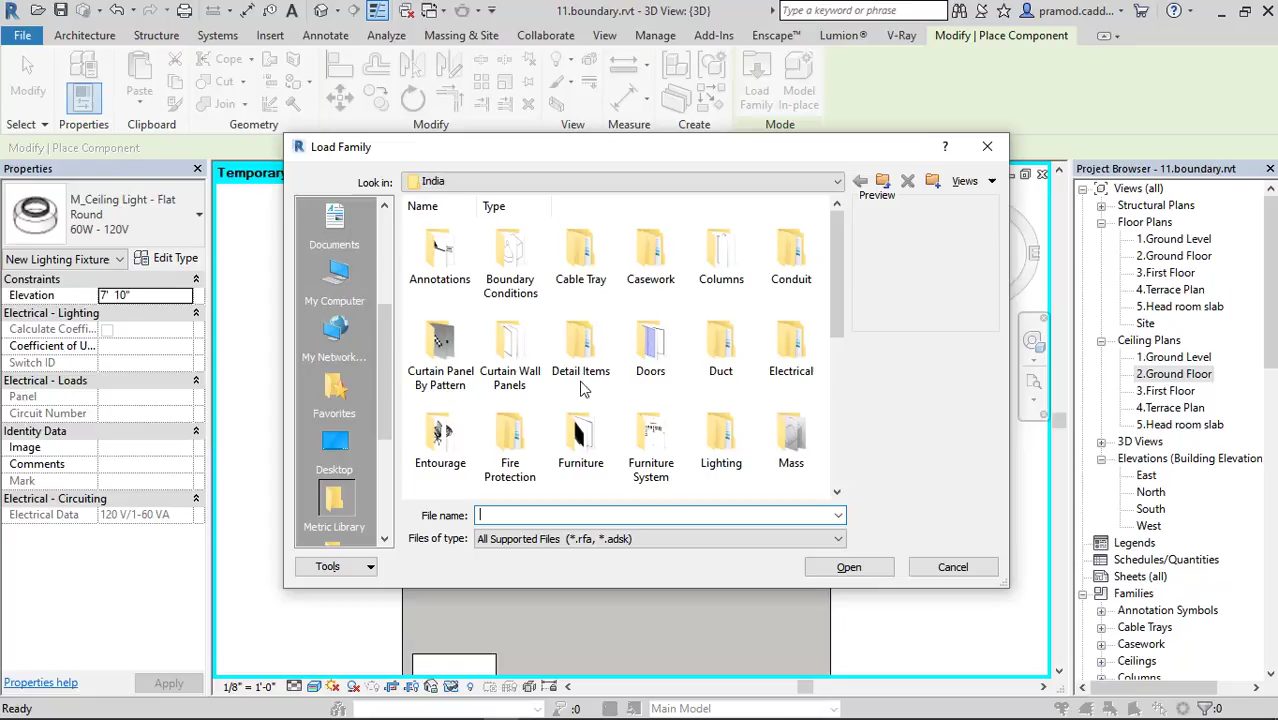 11.boundary.rvt - 3D View: {3D}
Type a keyword or phrase
pramod.cadd...
File
Architecture
Structure
Systems
Insert
Annotate
Analyze
Massing & Site
Collaborate
View
Manage
Add-Ins
Enscape™
Lumion®
V-Ray
Modify | Place Component
Modify
Paste
Cope
Cut
Join
Load
Family
Model
In-place
Select
Properties
Clipboard
Geometry
Modify
View
Measure
Create
Mode
Modify | Place Component
Properties
M_Ceiling Light - Flat
Round
60W - 120V
New Lighting Fixture
Edit Type
Constraints
Elevation
7' 10"
Electrical - Lighting
Calculate Coeffi...
Coefficient of U...
Switch ID
Electrical - Loads
Panel
Circuit Number
Identity Data
Image
Comments
Mark
Electrical - Circuiting
Electrical Data
120 V/1-60 VA
Properties help
Apply
Temporary
Load Family
Look in:
India
Views
Documents
My Computer
My Network...
Favorites
Desktop
Metric Library
Name
Type
Annotations
Boundary
Conditions
Cable Tray
Casework
Columns
Conduit
Curtain Panel
By Pattern
Curtain Wall
Panels
Detail Items
Doors
Duct
Electrical
Entourage
Fire
Protection
Furniture
Furniture
System
Lighting
Mass
Preview
File name:
Files of type:
All Supported Files (*.rfa, *.adsk)
Tools
Open
Cancel
Project Browser - 11.boundary.rvt
Views (all)
Structural Plans
Floor Plans
1.Ground Level
2.Ground Floor
3.First Floor
4.Terrace Plan
5.Head room slab
Site
Ceiling Plans
1.Ground Level
2.Ground Floor
3.First Floor
4.Terrace Plan
5.Head room slab
3D Views
Elevations (Building Elevation
East
North
South
West
Legends
Schedules/Quantities
Sheets (all)
Families
Annotation Symbols
Cable Trays
Casework
Ceilings
Columns
1/8" = 1'-0"
Ready
:0
Main Model
:0